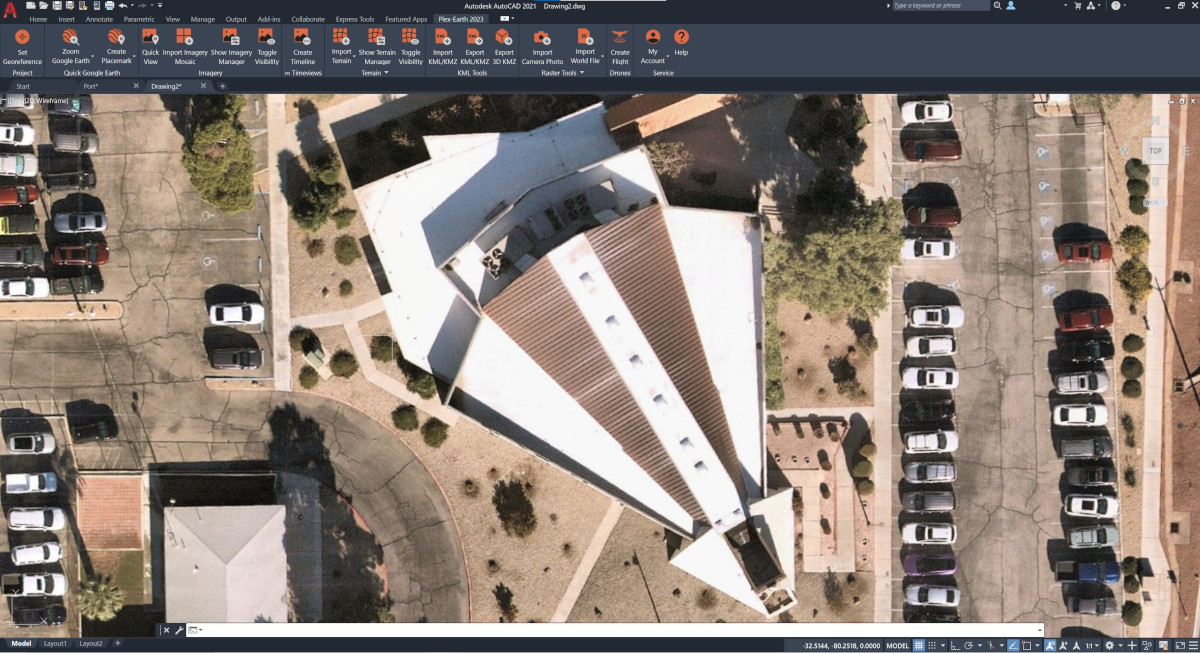 Autodesk AutoCAD 2021 Drawing2.dwg
Type a keyword or phrase
Home Insert Annotate Parametric View Manage Output Add-ins Collaborate Express Tools Featured Apps Plex-Earth 2023
Set Georeference
Zoom Google Earth
Create Placemark
Quick View
Import Imagery Mosaic
Show Imagery Manager
Toggle Visibility
Create Timeline
Import Terrain
Show Terrain Manager
Toggle Visibility
Import KML/KMZ
Export KML/KMZ
Export 3D KMZ
Import Camera Photo
Import World File
Create Flight
My Account
Help
Project Quick Google Earth Imagery Timeviews Terrain KML Tools Raster Tools Drones Service
Start Port* Drawing2*
Wireframe]
N
W TOP E
S
Model Layout1 Layout2 +
-32.5144, -80.2518, 0.0000 MODEL
1:1